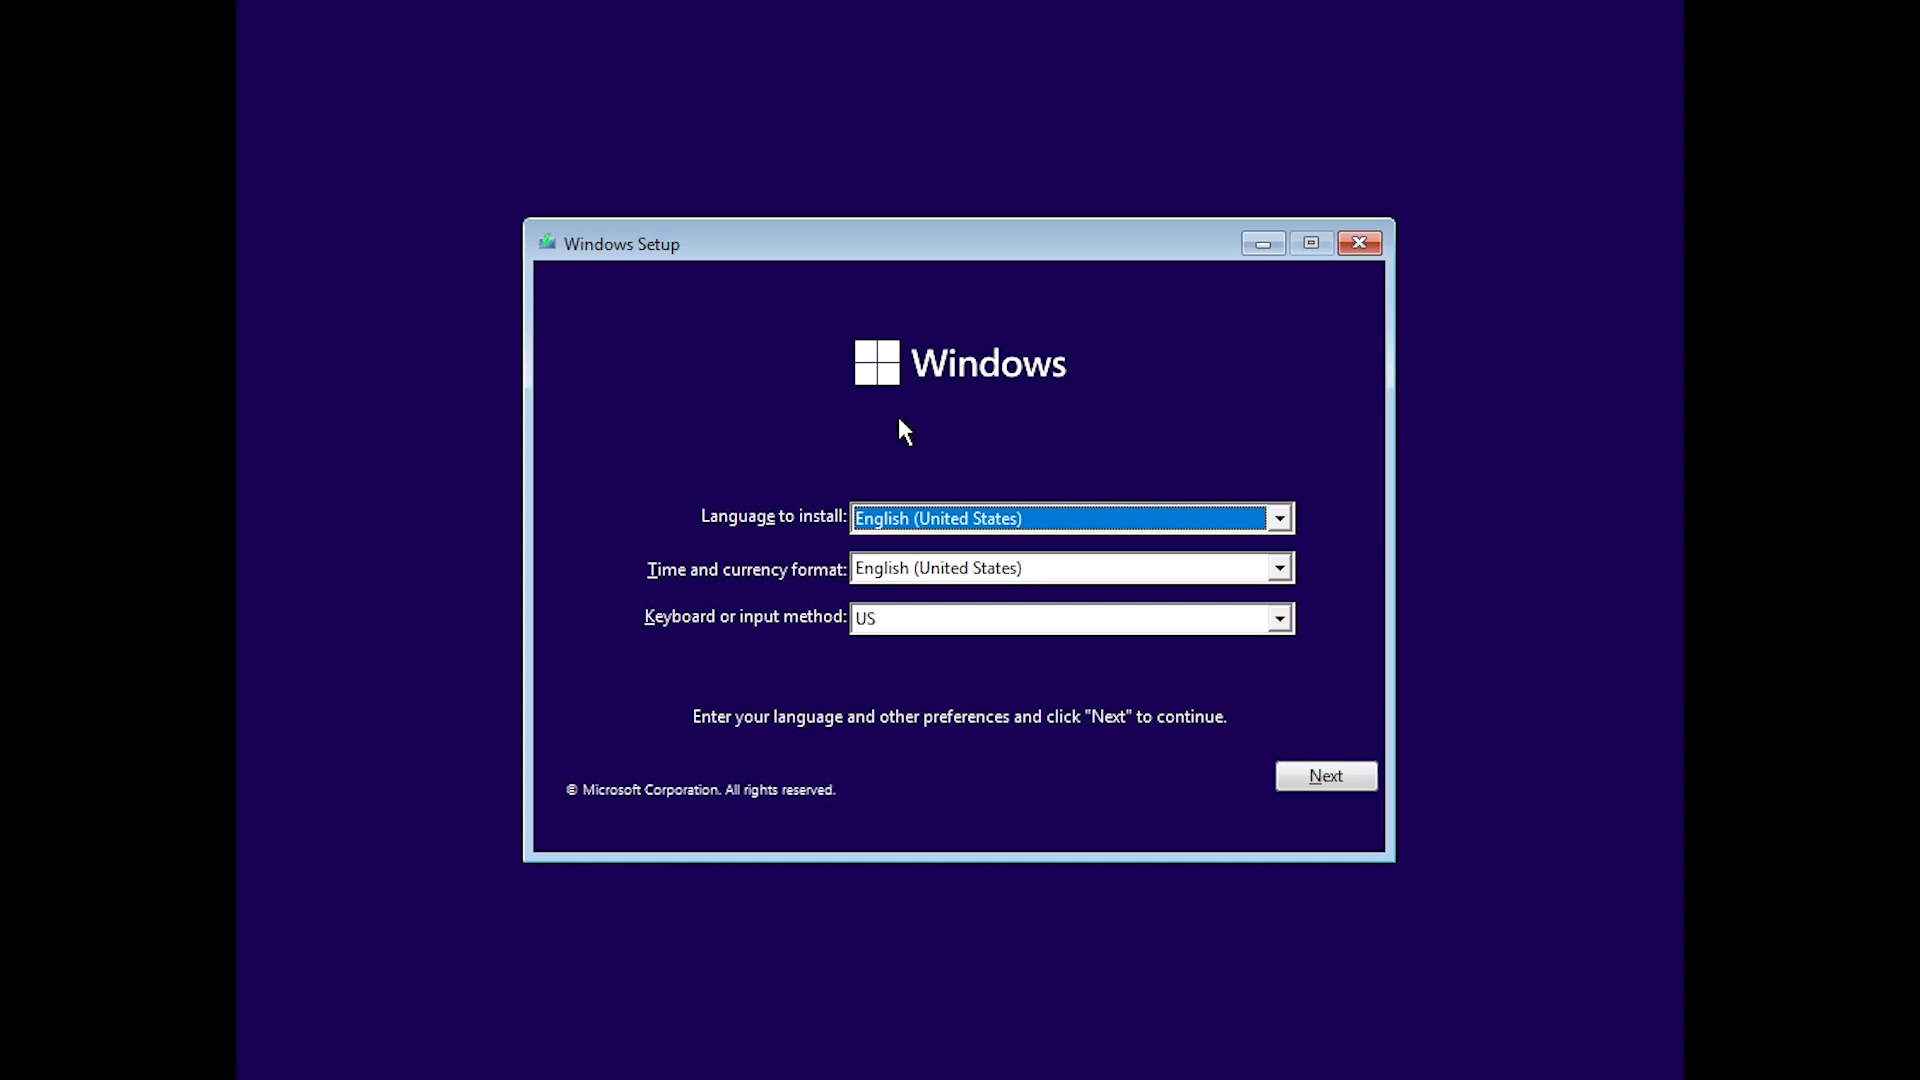 Windows Setup
Windows
Language to install: English (United States)
Time and currency format: English (United States)
Keyboard or input method: US
Enter your language and other preferences and click "Next" to continue.
Next
© Microsoft Corporation. All rights reserved.